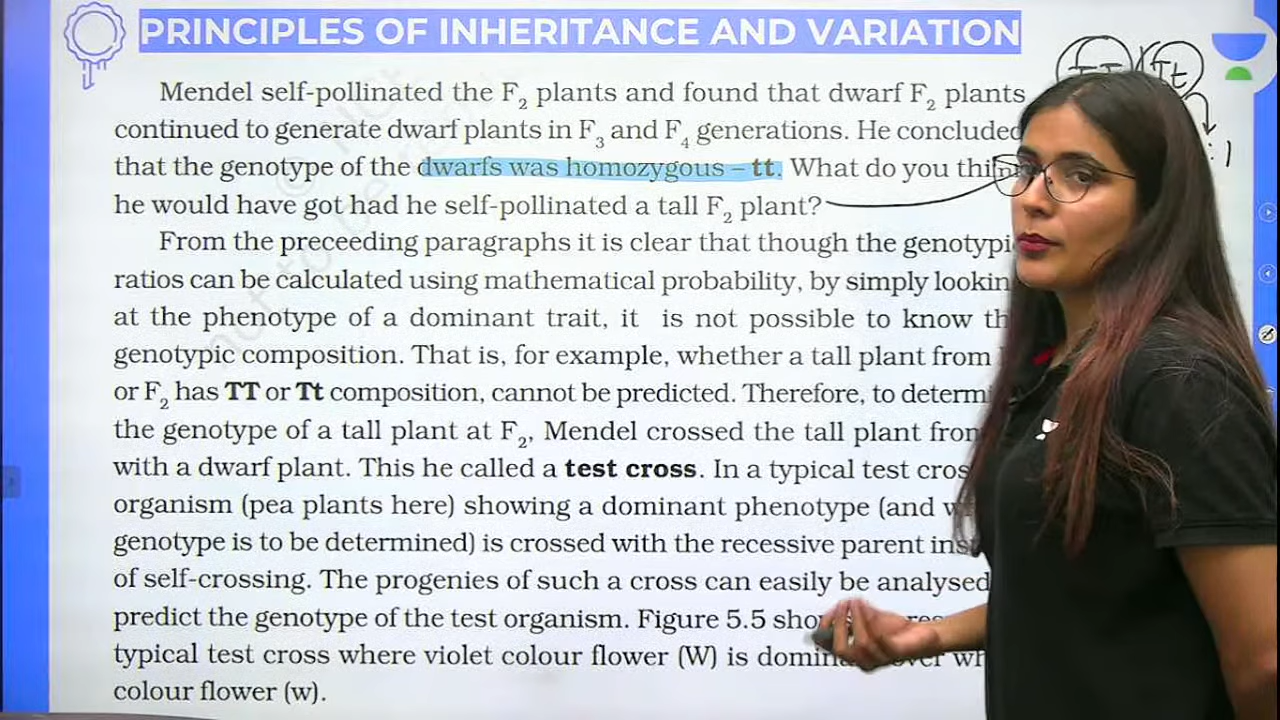 PRINCIPLES OF INHERITANCE AND VARIATION
Tt
Mendel self-pollinated the F₂ plants and found that dwarf F₂ plants
continued to generate dwarf plants in F₃ and F₄ generations. He concluded
: 1
that the genotype of the dwarfs was homozygous – tt. What do you
he would have got had he self-pollinated a tall F₂ plant?
From the preceeding paragraphs it is clear that though the
ratios can be calculated using mathematical probability, by simply
at the phenotype of a dominant trait, it is not possible to know
genotypic composition. That is, for example, whether a tall plant from
or F₂ has TT or Tt composition, cannot be predicted. Therefore, to
the genotype of a tall plant at F₂, Mendel crossed the tall plant
with a dwarf plant. This he called a test cross. In a typical test
organism (pea plants here) showing a dominant phenotype (and
genotype is to be determined) is crossed with the recessive parent
of self-crossing. The progenies of such a cross can easily be analysed
predict the genotype of the test organism. Figure 5.5
typical test cross where violet colour flower (W) is
colour flower (w).